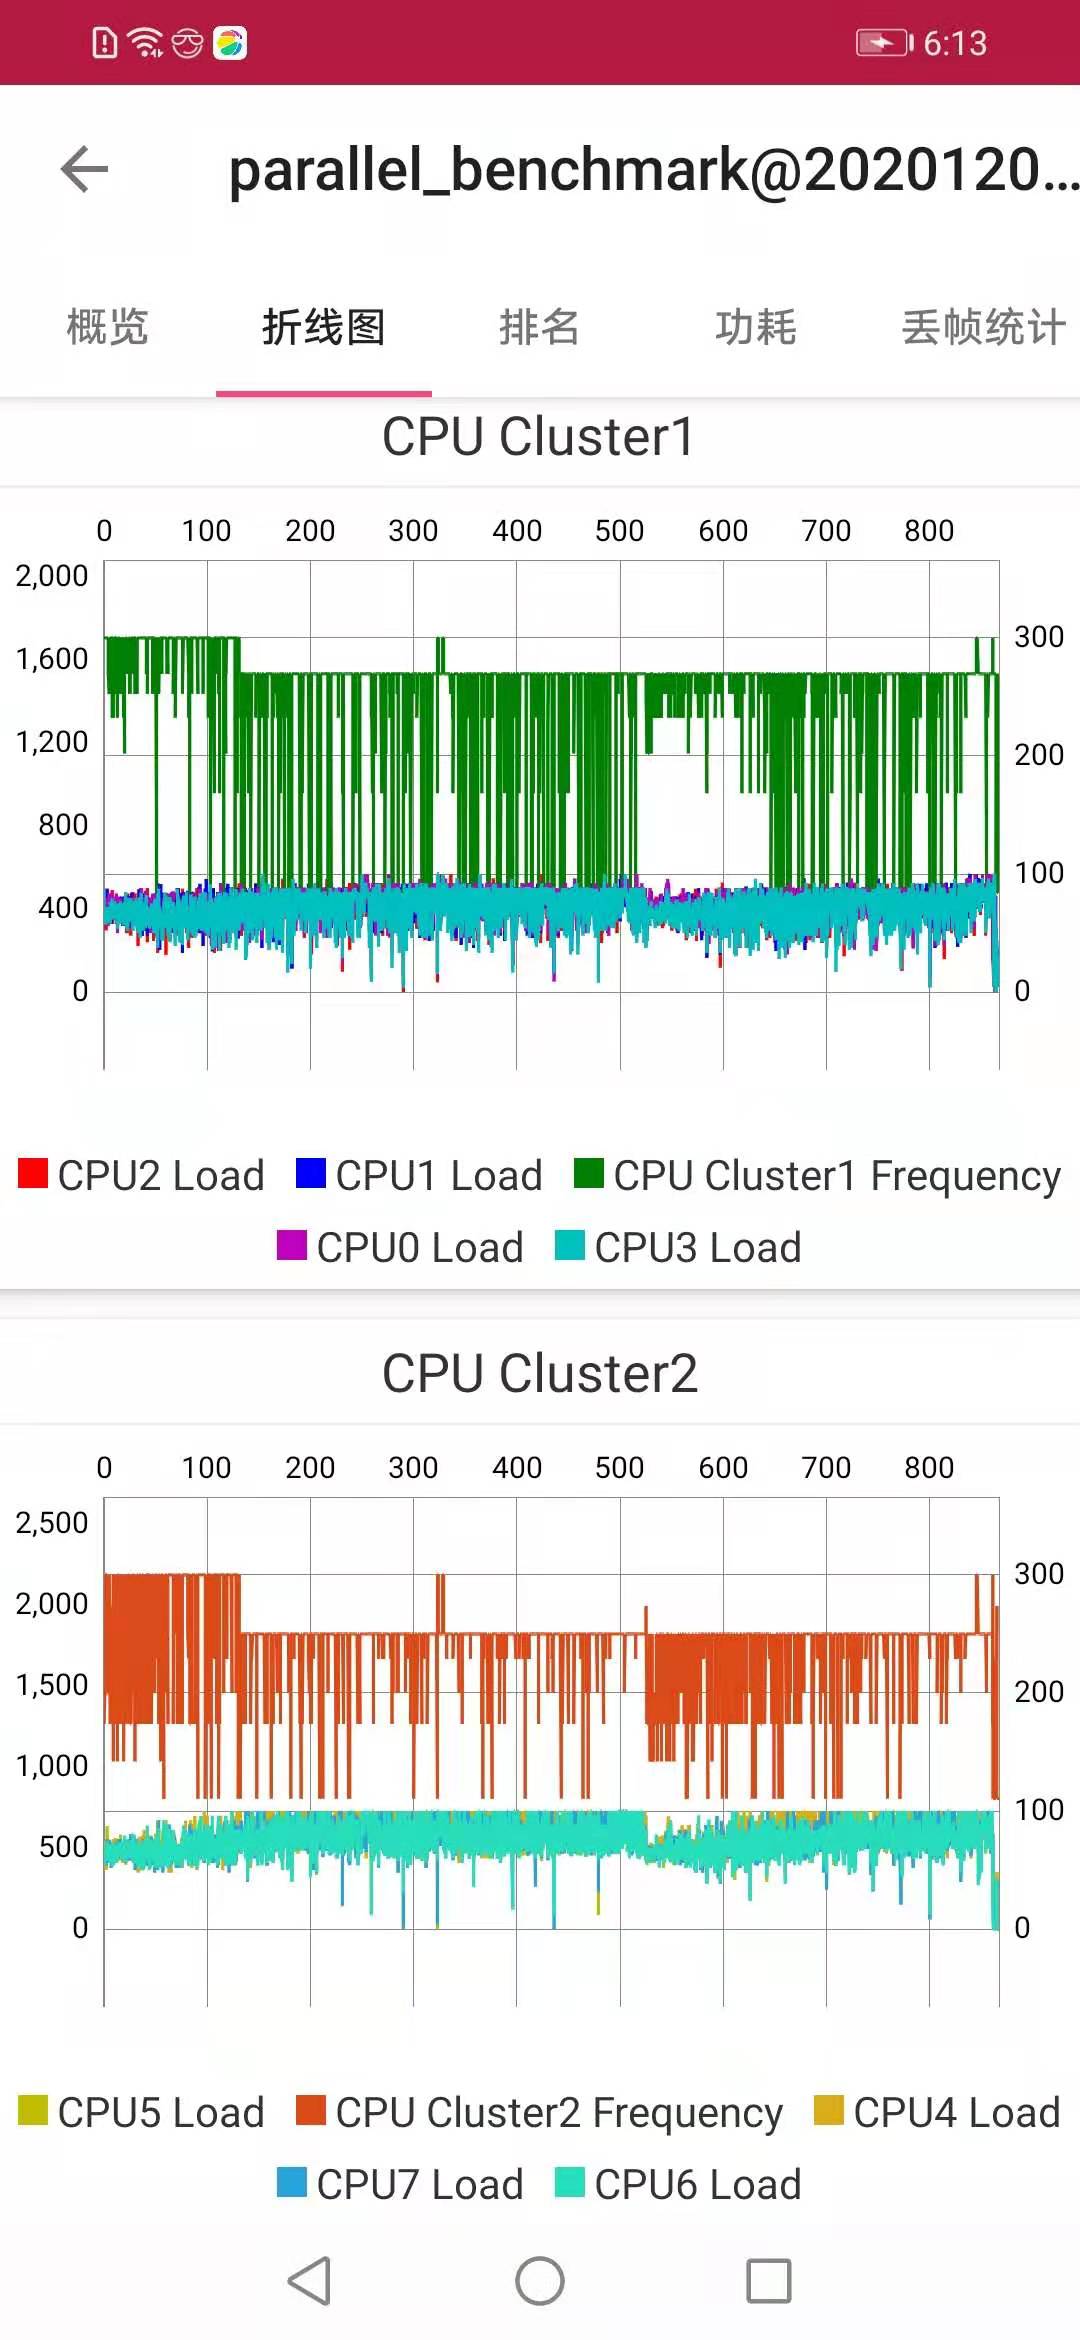 6:13
parallel_benchmark@2020120...
概览 折线图 排名 功耗 丢帧统计
CPU Cluster1
0 100 200 300 400 500 600 700 800
2,000
300
1,600
1,200
200
800
100
400
0 0
CPU2 Load CPU1 Load CPU Cluster1 Frequency
CPU0 Load CPU3 Load
CPU Cluster2
0 100 200 300 400 500 600 700 800
2,500
300
2,000
1,500 200
1,000
100
500
0 0
CPU5 Load CPU Cluster2 Frequency CPU4 Load
CPU7 Load CPU6 Load